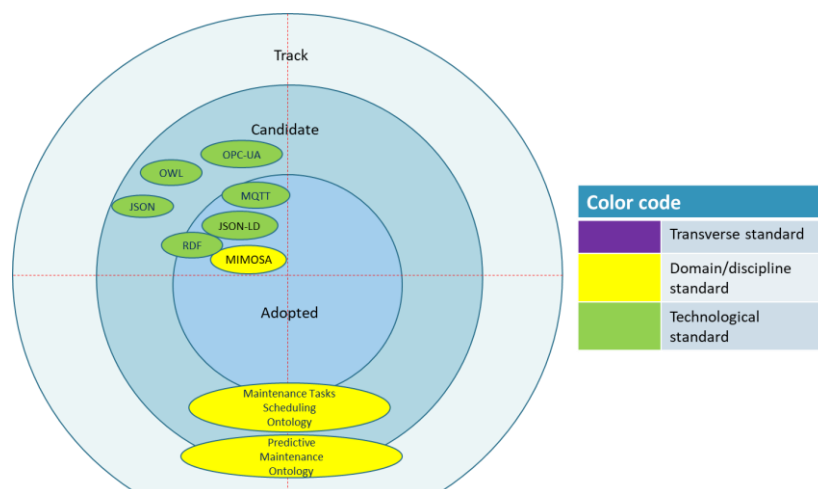 Track
Candidate
OPC-UA
OWL
MQTT
JSON
JSON-LD
RDF
MIMOSA
Adopted
Maintenance Tasks
Scheduling
Ontology
Predictive
Maintenance
Ontology
Color code
Transverse standard
Domain/discipline
standard
Technological
standard